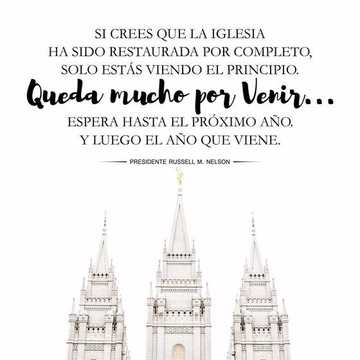 SI CREES QUE LA IGLESIA
HA SIDO RESTAURADA POR COMPLETO,
SOLO ESTÁS VIENDO EL PRINCIPIO.
Queda mucho por Venir...
ESPERA HASTA EL PRÓXIMO AÑO.
Y LUEGO EL AÑO QUE VIENE.
PRESIDENTE RUSSELL M. NELSON